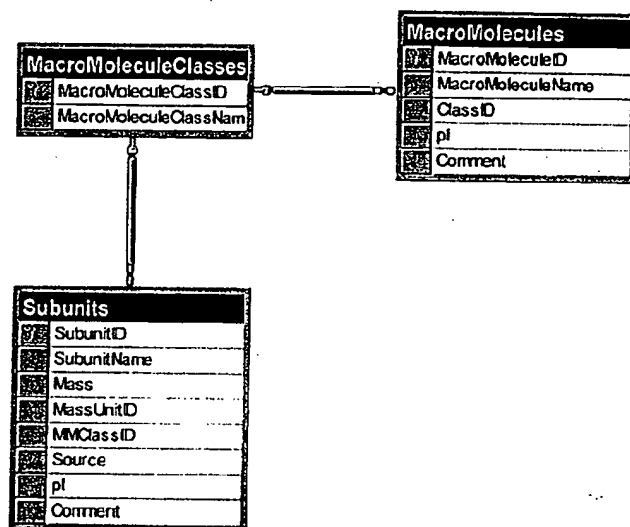 MacroMoleculeClasses
MacroMoleculeClassID
MacroMoleculeClassNam
MacroMolecules
MacroMoleculeID
MacroMoleculeName
ClassID
pI
Comment
Subunits
SubunitID
SubunitName
Mass
MassUnitID
MMClassID
Source
pI
Comment